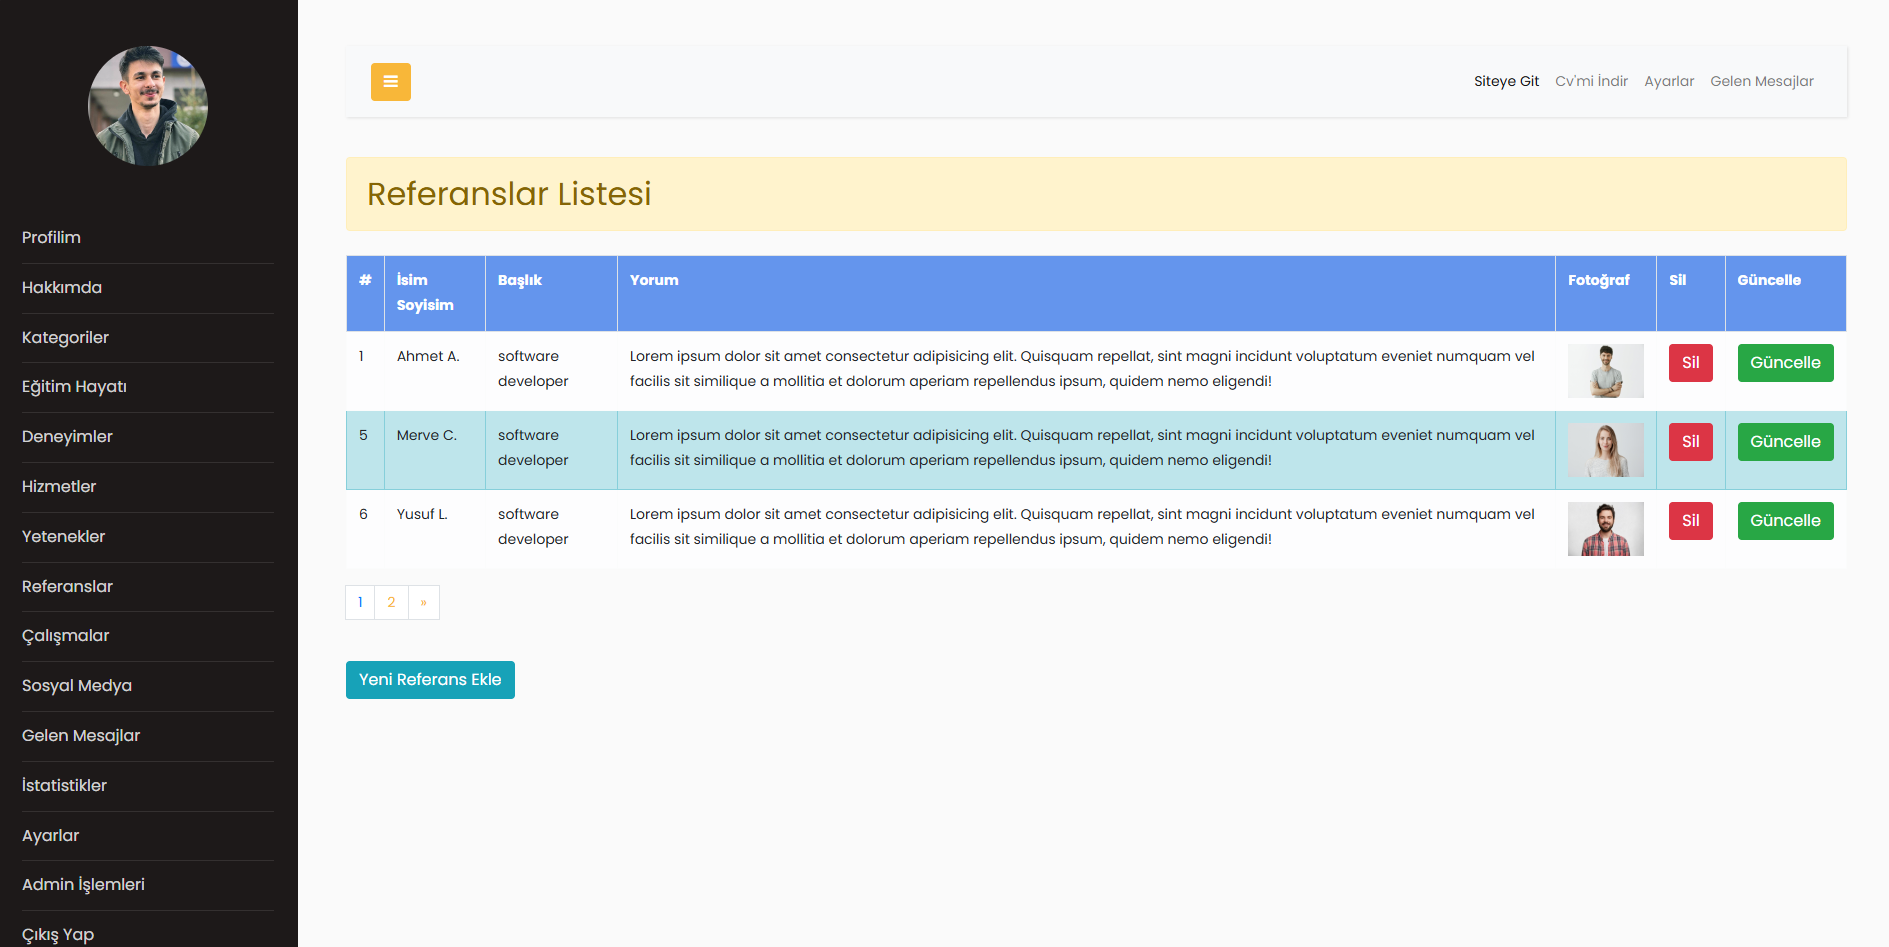 Profilim
Hakkımda
Kategoriler
Eğitim Hayatı
Deneyimler
Hizmetler
Yetenekler
Referanslar
Çalışmalar
Sosyal Medya
Gelen Mesajlar
İstatistikler
Ayarlar
Admin İşlemleri
Çıkış Yap
Siteye Git Cv'mi İndir Ayarlar Gelen Mesajlar
Referanslar Listesi
# İsim Soyisim Başlık Yorum Fotoğraf Sil Güncelle
1 Ahmet A. software developer Lorem ipsum dolor sit amet consectetur adipisicing elit. Quisquam repellat, sint magni incidunt voluptatum eveniet numquam vel
facilis sit similique a mollitia et dolorum aperiam repellendus ipsum, quidem nemo eligendi! Sil Güncelle
5 Merve C. software developer Lorem ipsum dolor sit amet consectetur adipisicing elit. Quisquam repellat, sint magni incidunt voluptatum eveniet numquam vel
facilis sit similique a mollitia et dolorum aperiam repellendus ipsum, quidem nemo eligendi! Sil Güncelle
6 Yusuf L. software developer Lorem ipsum dolor sit amet consectetur adipisicing elit. Quisquam repellat, sint magni incidunt voluptatum eveniet numquam vel
facilis sit similique a mollitia et dolorum aperiam repellendus ipsum, quidem nemo eligendi! Sil Güncelle
1 2 »
Yeni Referans Ekle